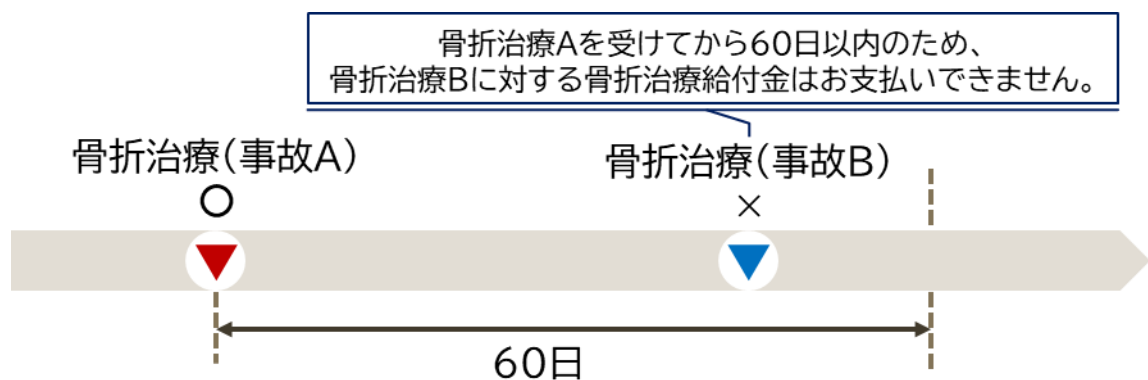 骨折治療Aを受けてから60日以内のため、
骨折治療Bに対する骨折治療給付金はお支払いできません。
骨折治療(事故A)
骨折治療(事故B)
○
×
60日